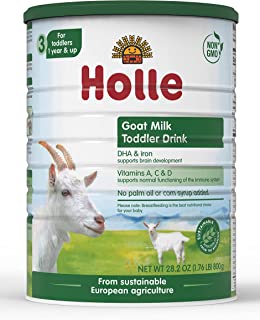 3
For
toddlers
1 year & up
NON
GMO
Holle
Goat Milk
Toddler Drink
DHA & Iron
supports brain development
Vitamins A, C & D
supports normal functioning of the immune system
No palm oil or corn syrup added
Please note: Breastfeeding is the best nutritional choice
for your baby
NET WT 28.2 OZ (1.76 LB) 800g
From sustainable
European agriculture